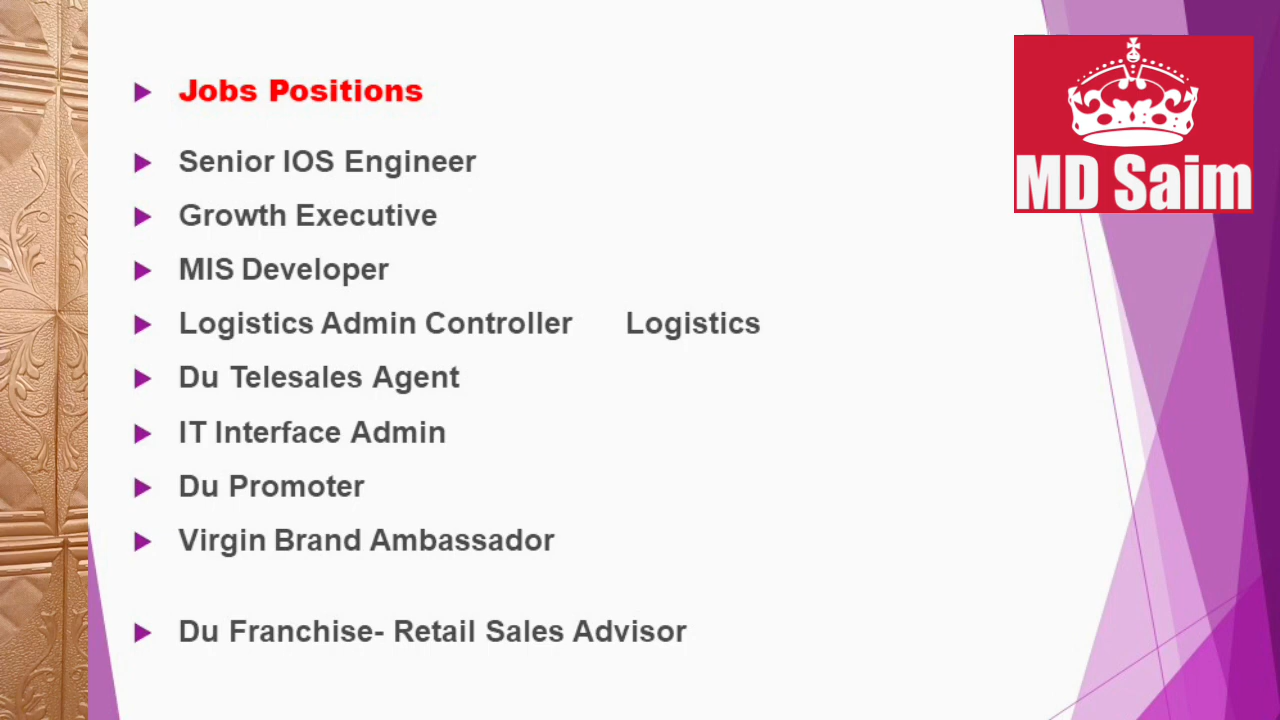 Jobs Positions
MD Saim
Senior IOS Engineer
Growth Executive
MIS Developer
Logistics Admin Controller Logistics
Du Telesales Agent
IT Interface Admin
Du Promoter
Virgin Brand Ambassador
Du Franchise- Retail Sales Advisor